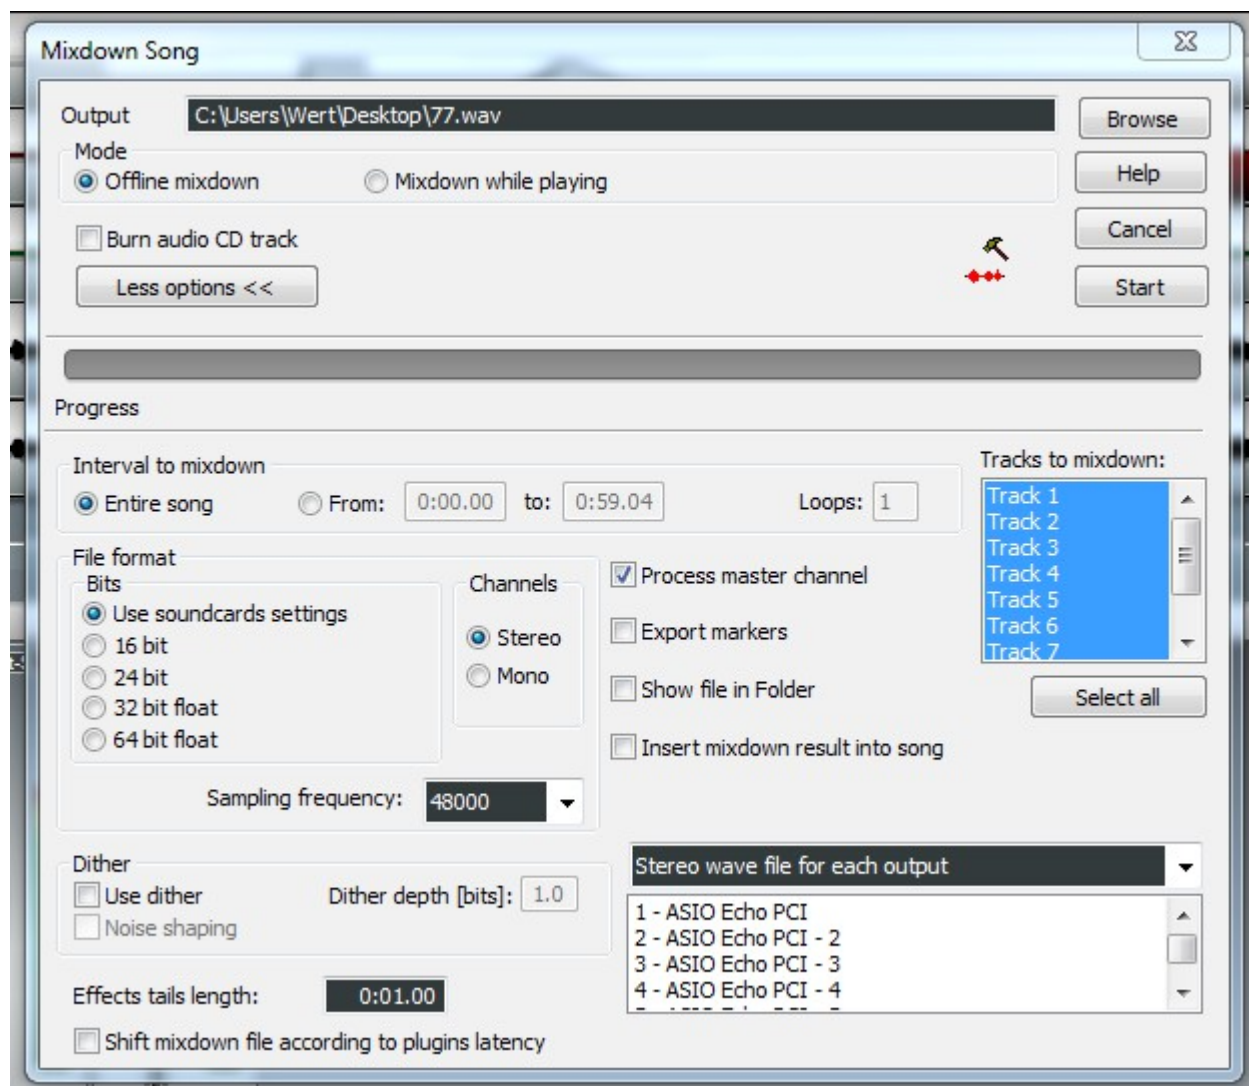 Mixdown Song
Output C:\Users\Wert\Desktop\77.wav Browse
Mode
Offline mixdown Mixdown while playing Help
Burn audio CD track Cancel
Less options << Start
Progress
Interval to mixdown Tracks to mixdown:
Entire song From: 0:00.00 to: 0:59.04 Loops: 1
Track 1
Track 2
Track 3
Track 4
Track 5
Track 6
Track 7
Select all
File format
Bits
Use soundcards settings
16 bit
24 bit
32 bit float
64 bit float
Channels
Stereo
Mono
Sampling frequency: 48000
Process master channel
Export markers
Show file in Folder
Insert mixdown result into song
Dither
Use dither Dither depth [bits]: 1.0
Noise shaping
Effects tails length: 0:01.00
Shift mixdown file according to plugins latency
Stereo wave file for each output
1 - ASIO Echo PCI
2 - ASIO Echo PCI - 2
3 - ASIO Echo PCI - 3
4 - ASIO Echo PCI - 4